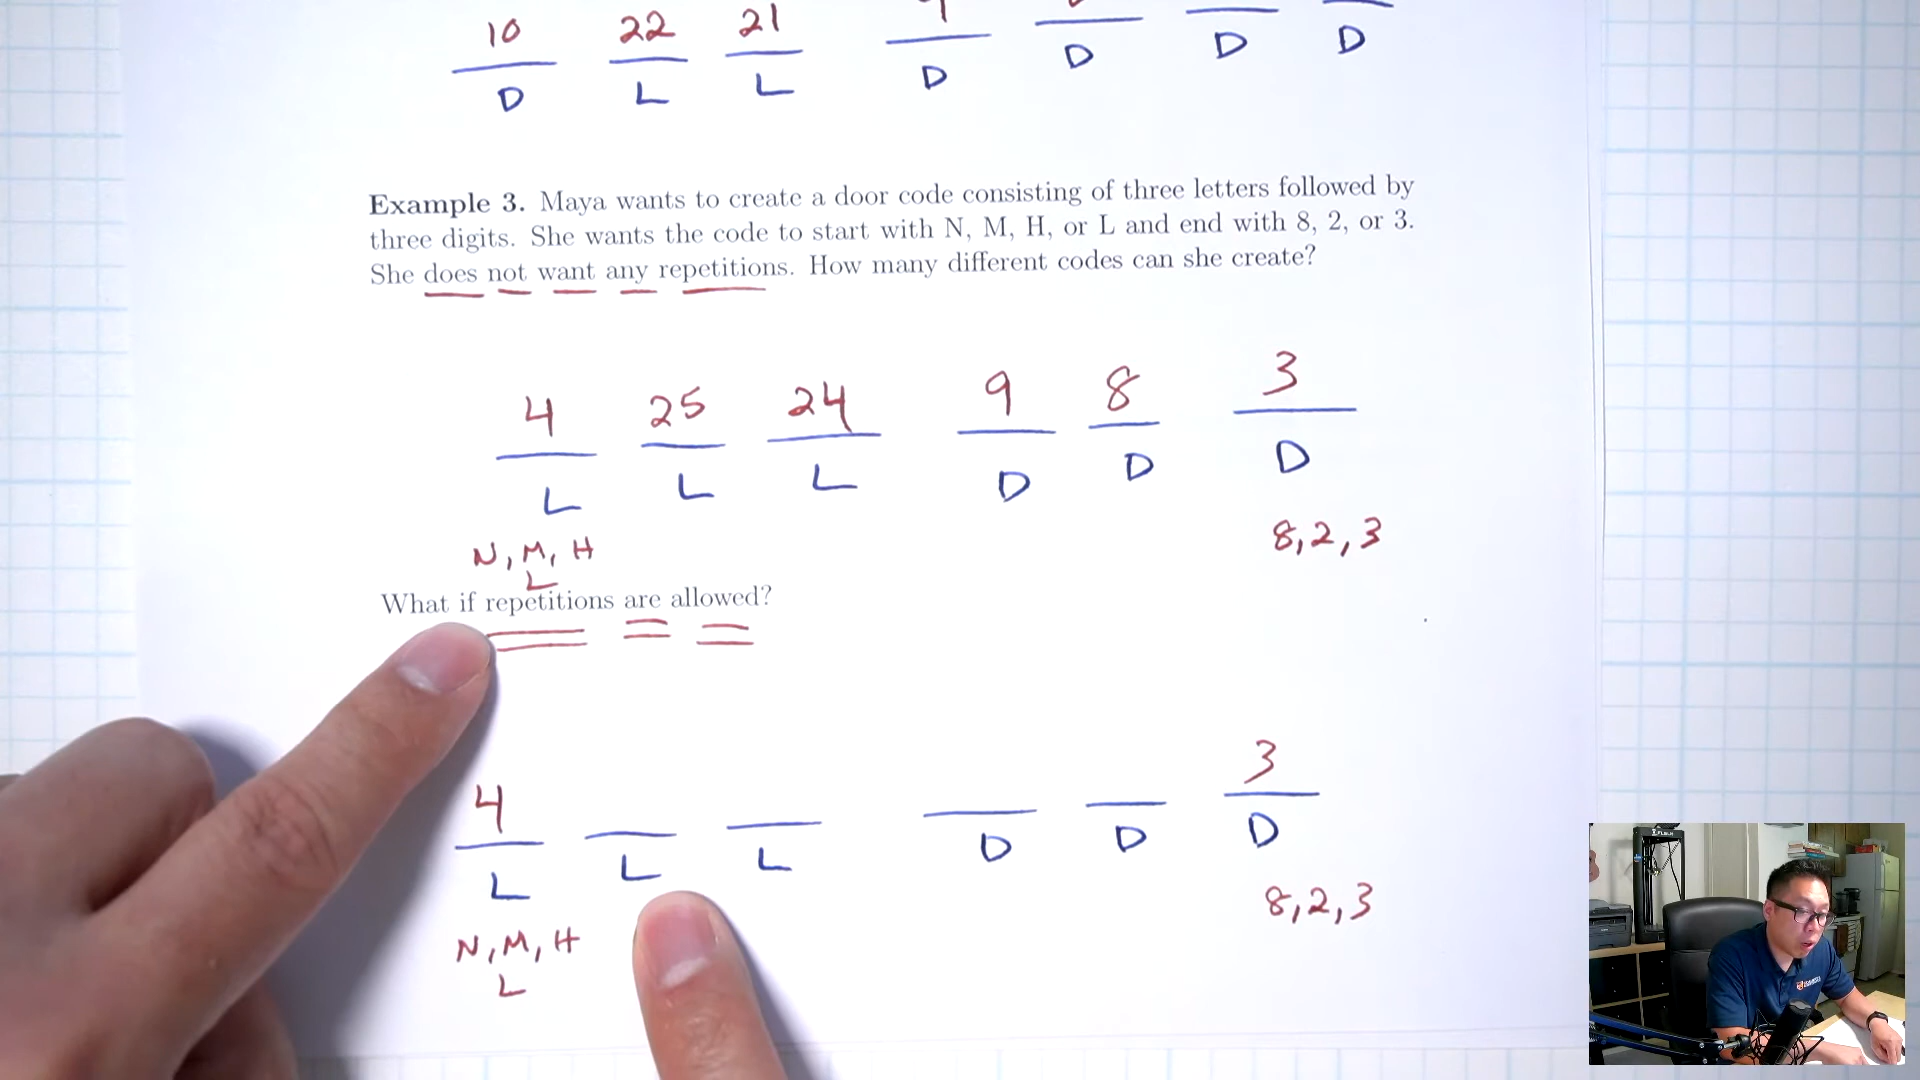 10 22 21
D L L D D D D
Example 3. Maya wants to create a door code consisting of three letters followed by
three digits. She wants the code to start with N, M, H, or L and end with 8, 2, or 3.
She does not want any repetitions. How many different codes can she create?
4 25 24 9 8 3
L L L D D D
N, M, H 8,2,3
L
What if repetitions are allowed?
4 3
L L L D D D
N, M, H 8,2,3
L